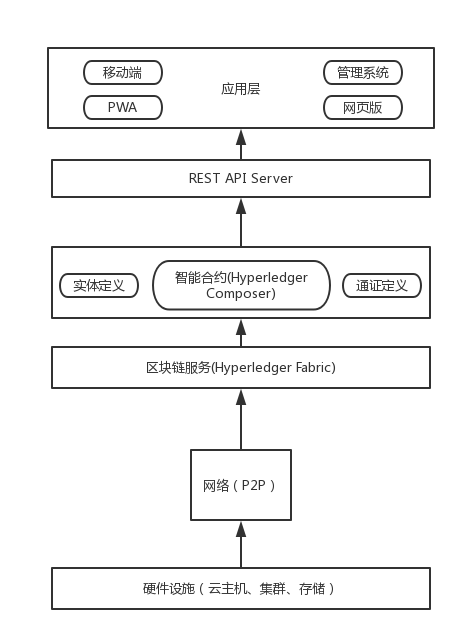 移动端
管理系统
应用层
PWA
网页版
REST API Server
实体定义
智能合约(Hyperledger
Composer)
通证定义
区块链服务(Hyperledger Fabric)
网络（P2P）
硬件设施（云主机、集群、存储）